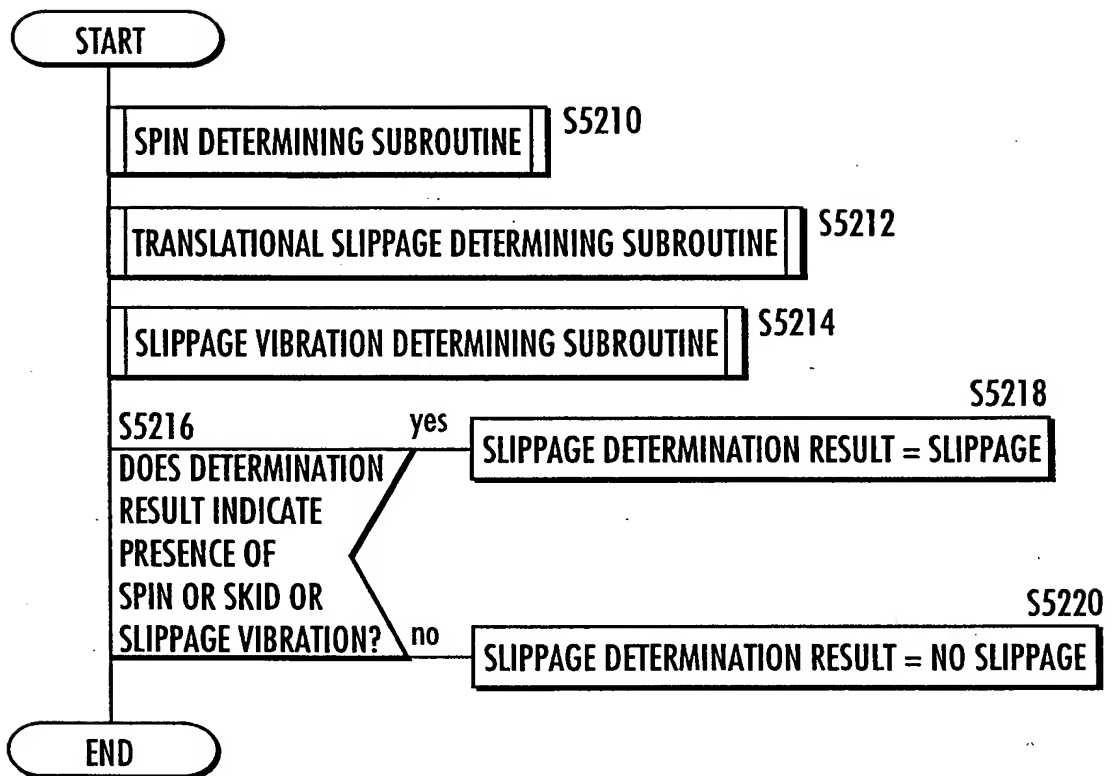 START
SPIN DETERMINING SUBROUTINE
S5210
TRANSLATIONAL SLIPPAGE DETERMINING SUBROUTINE
S5212
SLIPPAGE VIBRATION DETERMINING SUBROUTINE
S5214
S5216
DOES DETERMINATION
RESULT INDICATE
PRESENCE OF
SPIN OR SKID OR
SLIPPAGE VIBRATION?
yes
S5218
SLIPPAGE DETERMINATION RESULT = SLIPPAGE
no
S5220
SLIPPAGE DETERMINATION RESULT = NO SLIPPAGE
END